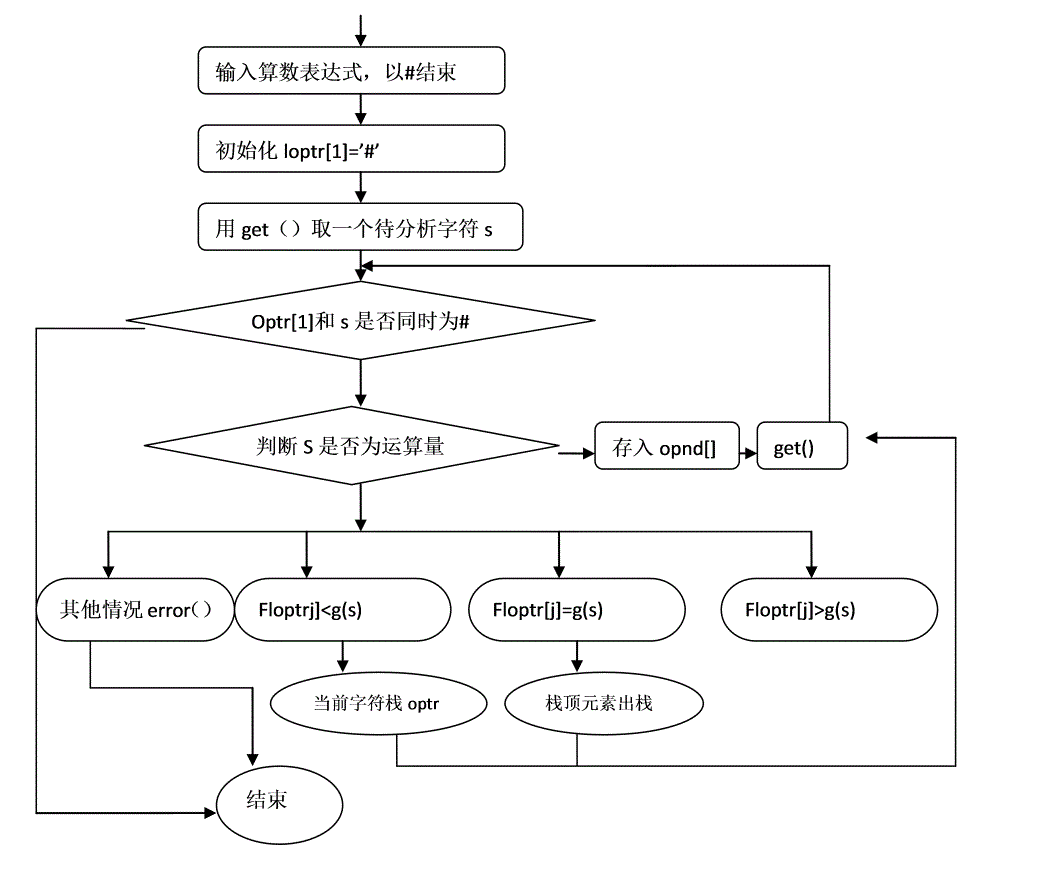 输入算数表达式，以#结束
初始化 loptr[1]=’#’
用 get（）取一个待分析字符 s
Optr[1]和 s 是否同时为#
判断 S 是否为运算量
存入 opnd[]
get()
其他情况 error（）
Floptrj]<g(s)
Floptr[j]=g(s)
Floptr[j]>g(s)
当前字符栈 optr
栈顶元素出栈
结束